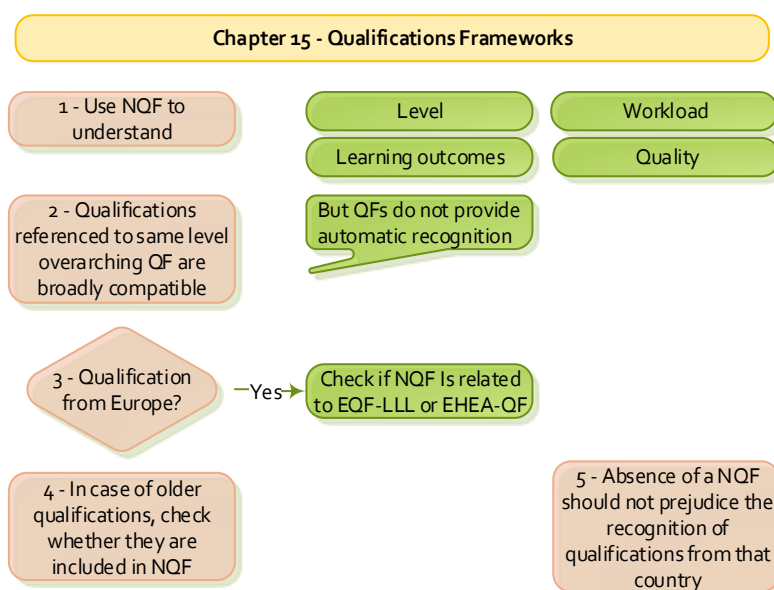 Chapter 15 - Qualifications Frameworks
1 - Use NQF to
understand
Level
Workload
Learning outcomes
Quality
2 - Qualifications
referenced to same level
overarching QF are
broadly compatible
But QFs do not provide
automatic recognition
3 - Qualification
from Europe?
Yes
Check if NQF Is related
to EQF-LLL or EHEA-QF
4 - In case of older
qualifications, check
whether they are
included in NQF
5 - Absence of a NQF
should not prejudice the
recognition of
qualifications from that
country